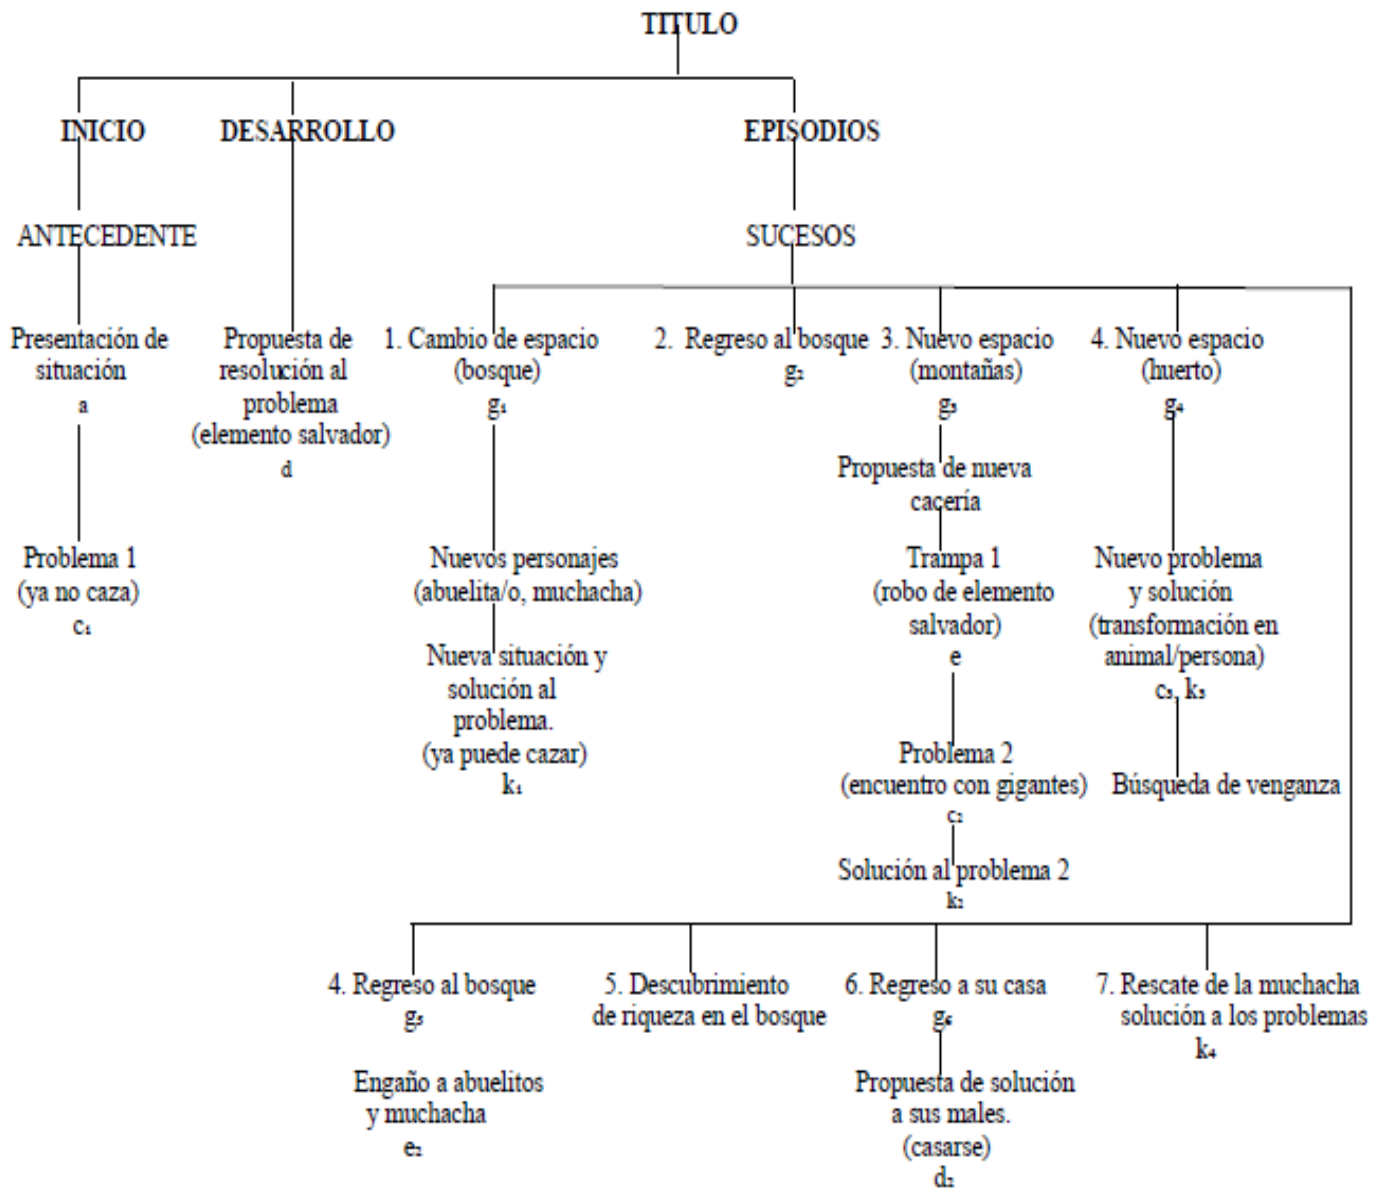 TITULO
INICIO
DESARROLLO
EPISODIOS
ANTECEDENTE
SUCESOS
Presentación de
situación
a
Propuesta de
resolución al
problema
(elemento salvador)
d
1. Cambio de espacio
(bosque)
g₁
2. Regreso al bosque
g₂
3. Nuevo espacio
(montañas)
g₃
4. Nuevo espacio
(huerto)
g₄
Propuesta de nueva
cacería
Problema 1
(ya no caza)
c₁
Nuevos personajes
(abuelita/o, muchacha)
Nueva situación y
solución al
problema.
(ya puede cazar)
k₁
Trampa 1
(robo de elemento
salvador)
e
Problema 2
(encuentro con gigantes)
c₂
Solución al problema 2
k₂
Nuevo problema
y solución
(transformación en
animal/persona)
c₃, k₃
Búsqueda de venganza
4. Regreso al bosque
g₅
Engaño a abuelitos
y muchacha
e₂
5. Descubrimiento
de riqueza en el bosque
6. Regreso a su casa
g₆
Propuesta de solución
a sus males.
(casarse)
d₂
7. Rescate de la muchacha
solución a los problemas
k₄